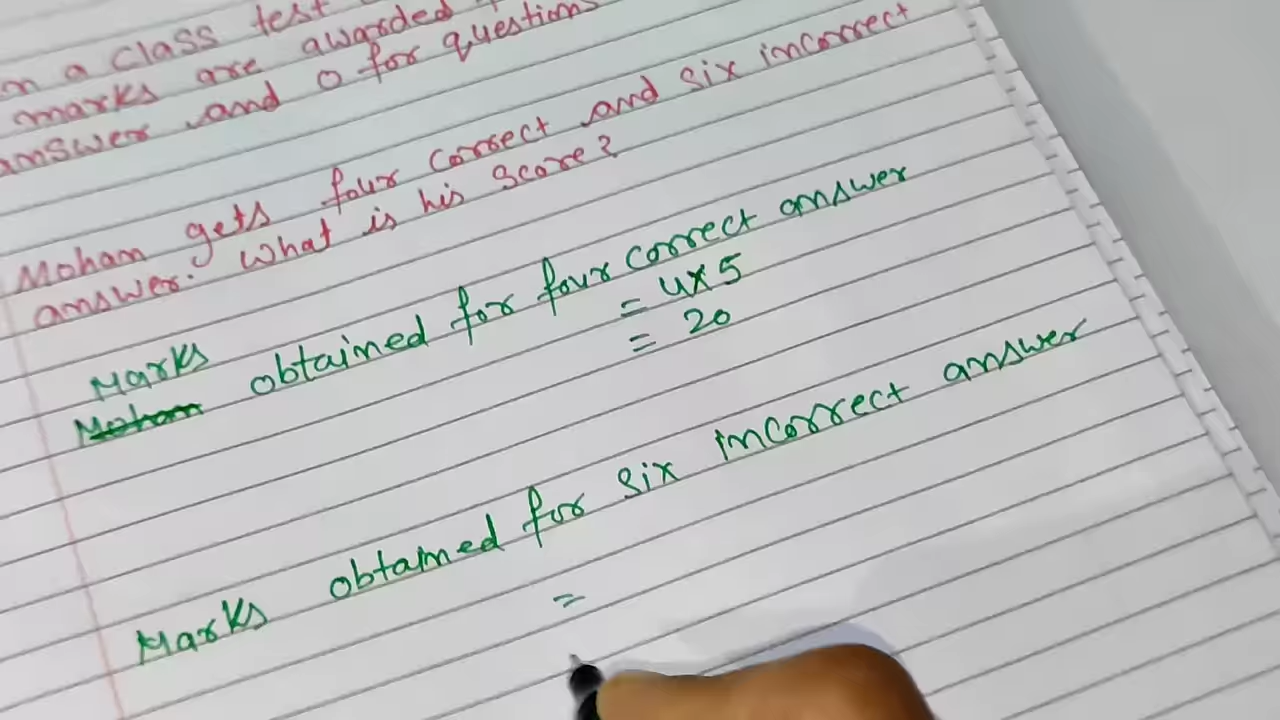 a class test
marks are awarded
answer and 0 for questions
Mohan gets four correct and six incorrect
answer. What is his score?
Marks
Mohan obtained for four correct answer
= 4x5
= 20
Marks obtained for six incorrect answer
=